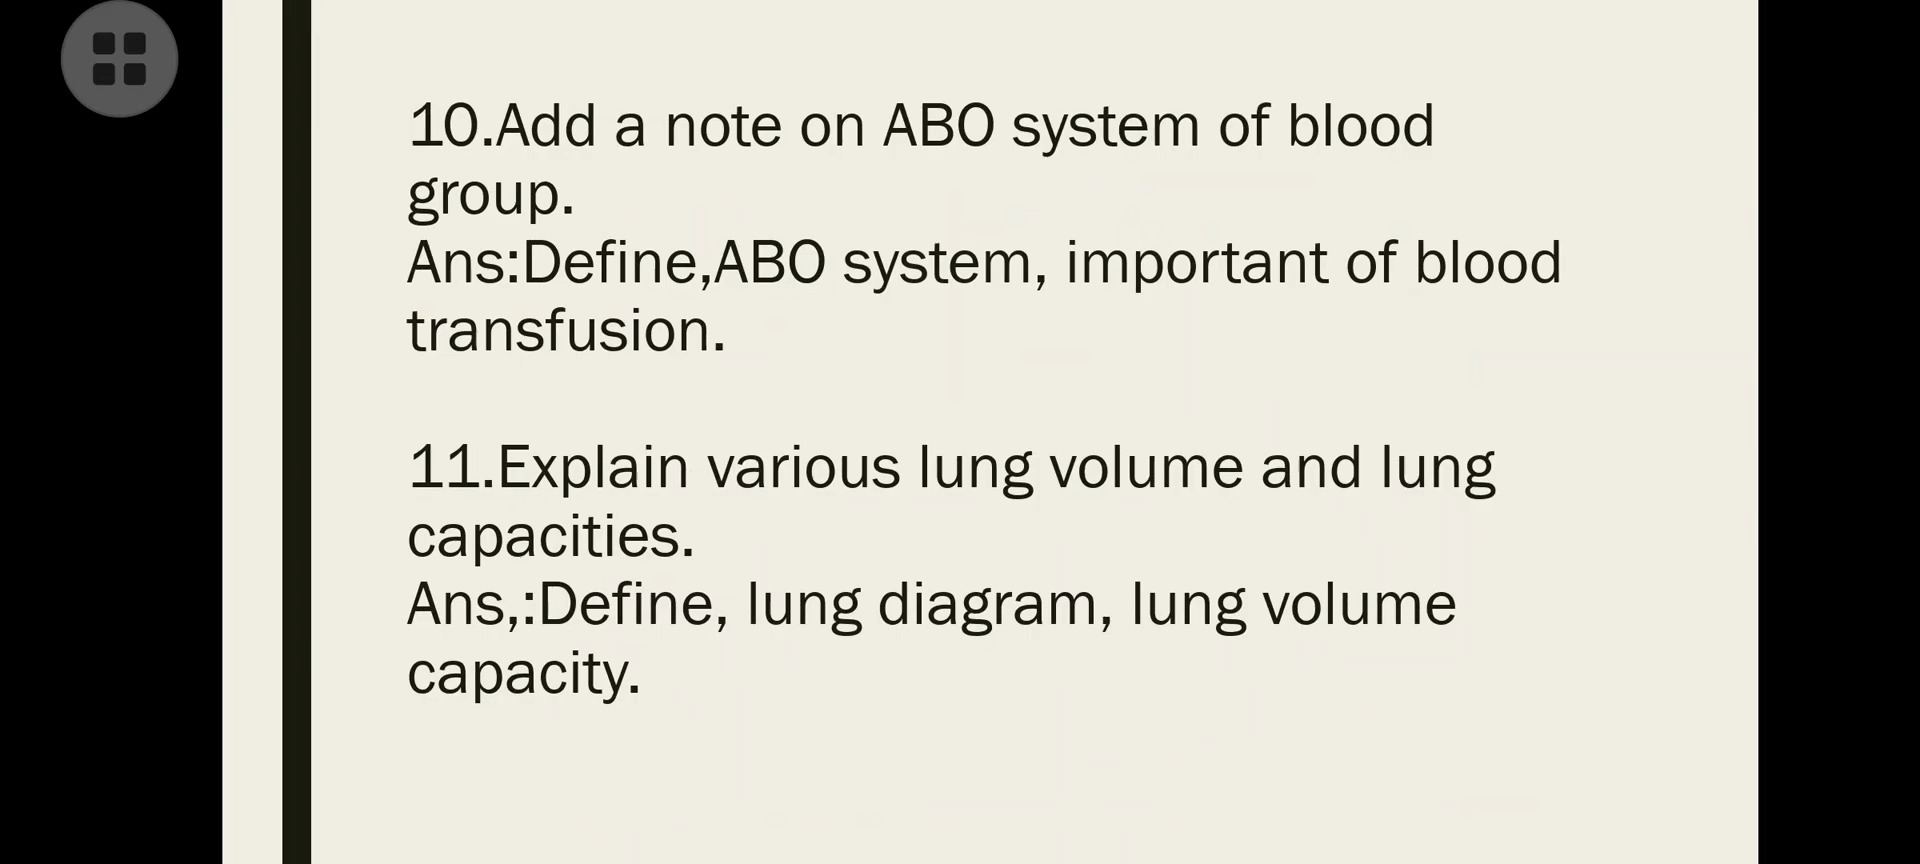 10.Add a note on ABO system of blood
group.
Ans:Define,ABO system, important of blood
transfusion.
11.Explain various lung volume and lung
capacities.
Ans,:Define, lung diagram, lung volume
capacity.